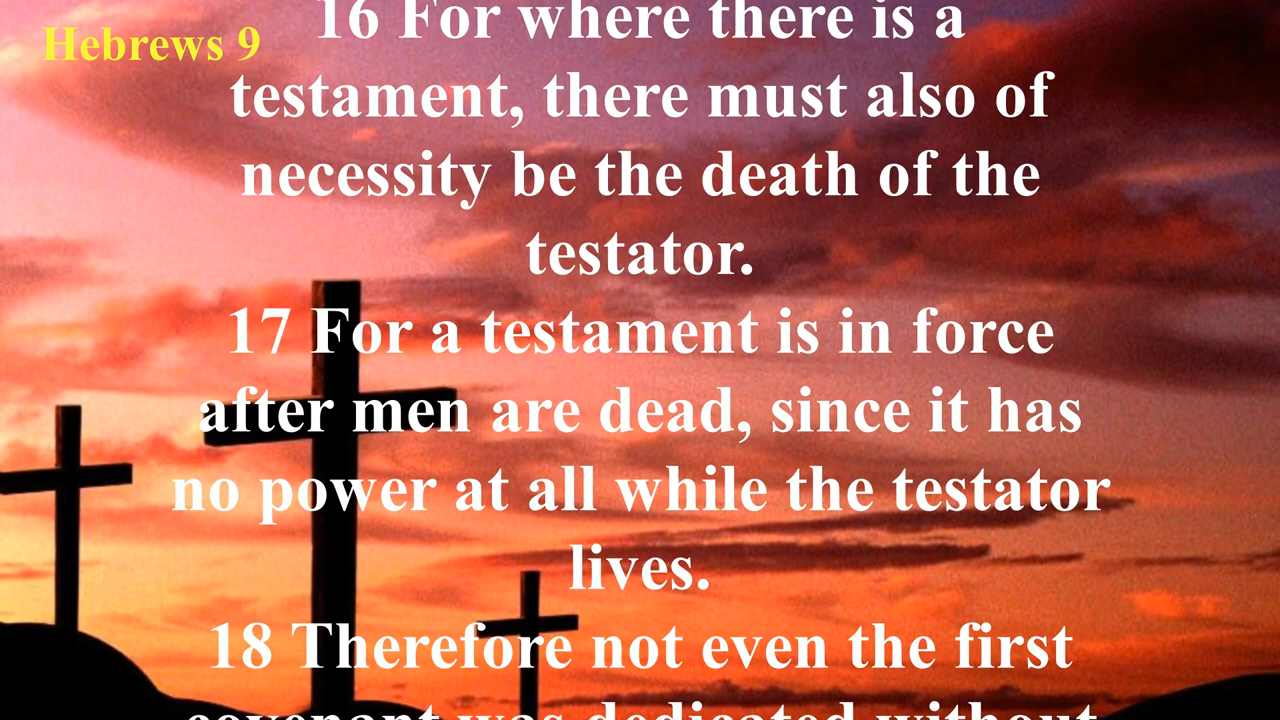 Hebrews 9
16 For where there is a
testament, there must also of
necessity be the death of the
testator.
17 For a testament is in force
after men are dead, since it has
no power at all while the testator
lives.
18 Therefore not even the first
covenant was dedicated without